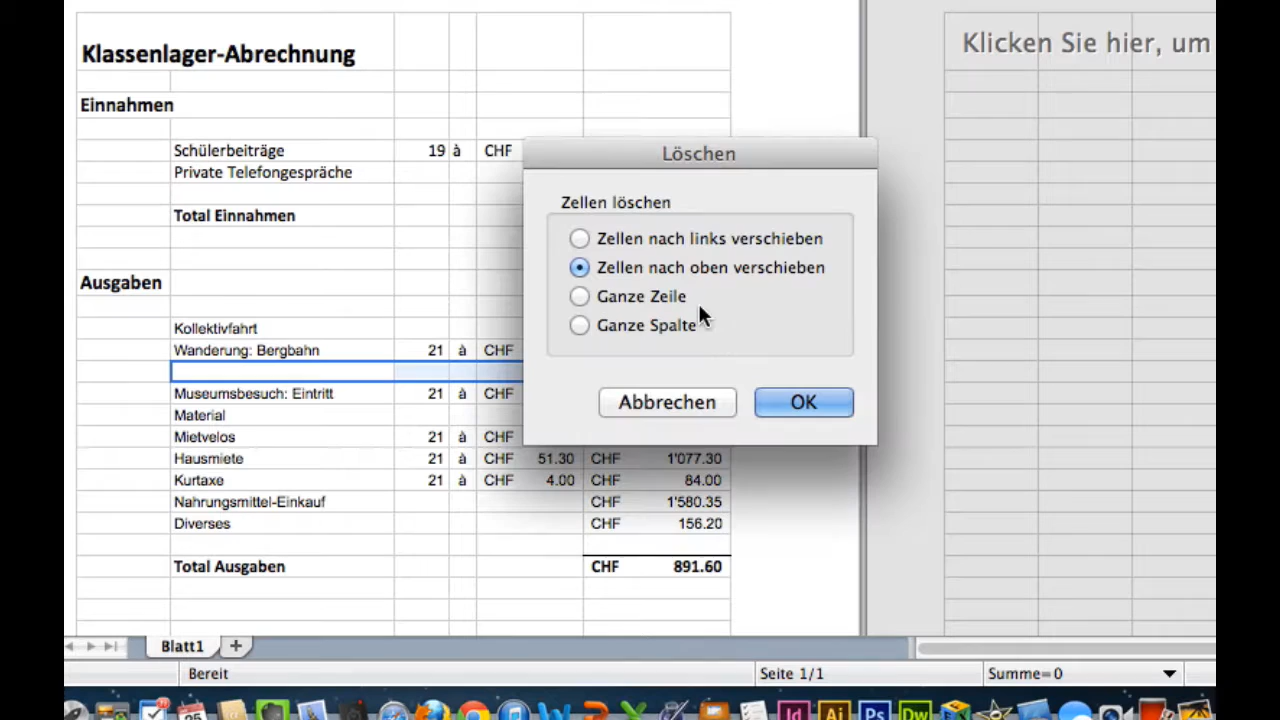 Klassenlager-Abrechnung
Klicken Sie hier, um
Einnahmen
Schülerbeiträge 19 à CHF
Private Telefongespräche
Total Einnahmen
Löschen
Zellen löschen
Zellen nach links verschieben
Zellen nach oben verschieben
Ganze Zeile
Ganze Spalte
Abbrechen OK
Ausgaben
Kollektivfahrt
Wanderung: Bergbahn 21 à CHF
Museumsbesuch: Eintritt 21 à CHF
Material
Mietvelos 21 à CHF
Hausmiete 21 à CHF 51.30 CHF 1'077.30
Kurtaxe 21 à CHF 4.00 CHF 84.00
Nahrungsmittel-Einkauf CHF 1'580.35
Diverses CHF 156.20
Total Ausgaben CHF 891.60
Blatt1
Bereit Seite 1/1 Summe=0
Id Ai Ps Dw